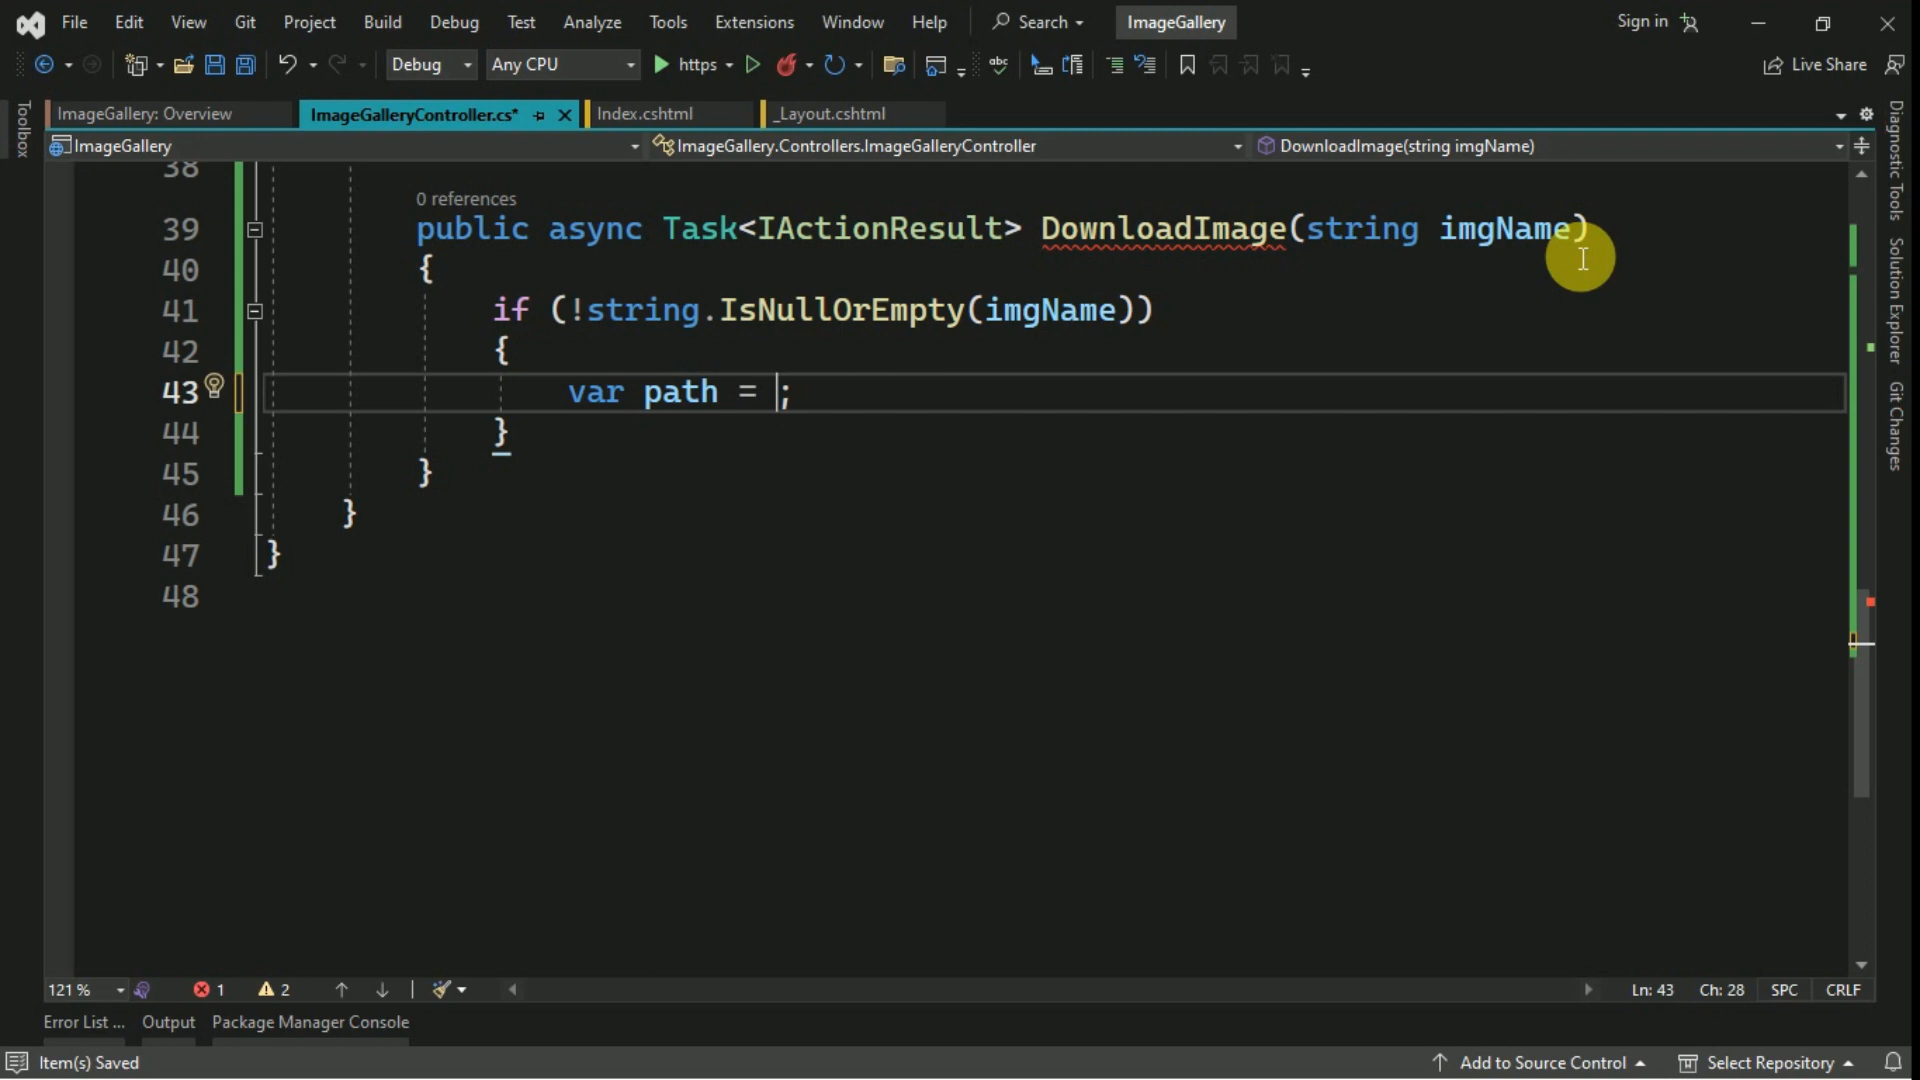 File Edit View Git Project Build Debug Test Analyze Tools Extensions Window Help Search ImageGallery Sign in
Debug Any CPU https Live Share
Toolbox
ImageGallery: Overview ImageGalleryController.cs* Index.cshtml _Layout.cshtml
ImageGallery ImageGallery.Controllers.ImageGalleryController DownloadImage(string imgName)
38
0 references
39 public async Task<IActionResult> DownloadImage(string imgName)
40 {
41 if (!string.IsNullOrEmpty(imgName))
42 {
43 var path = ;
44 }
45 }
46 }
47 }
48
Diagnostic Tools
Solution Explorer
Git Changes
121 % 1 2 Ln: 43 Ch: 28 SPC CRLF
Error List ... Output Package Manager Console
Item(s) Saved Add to Source Control Select Repository